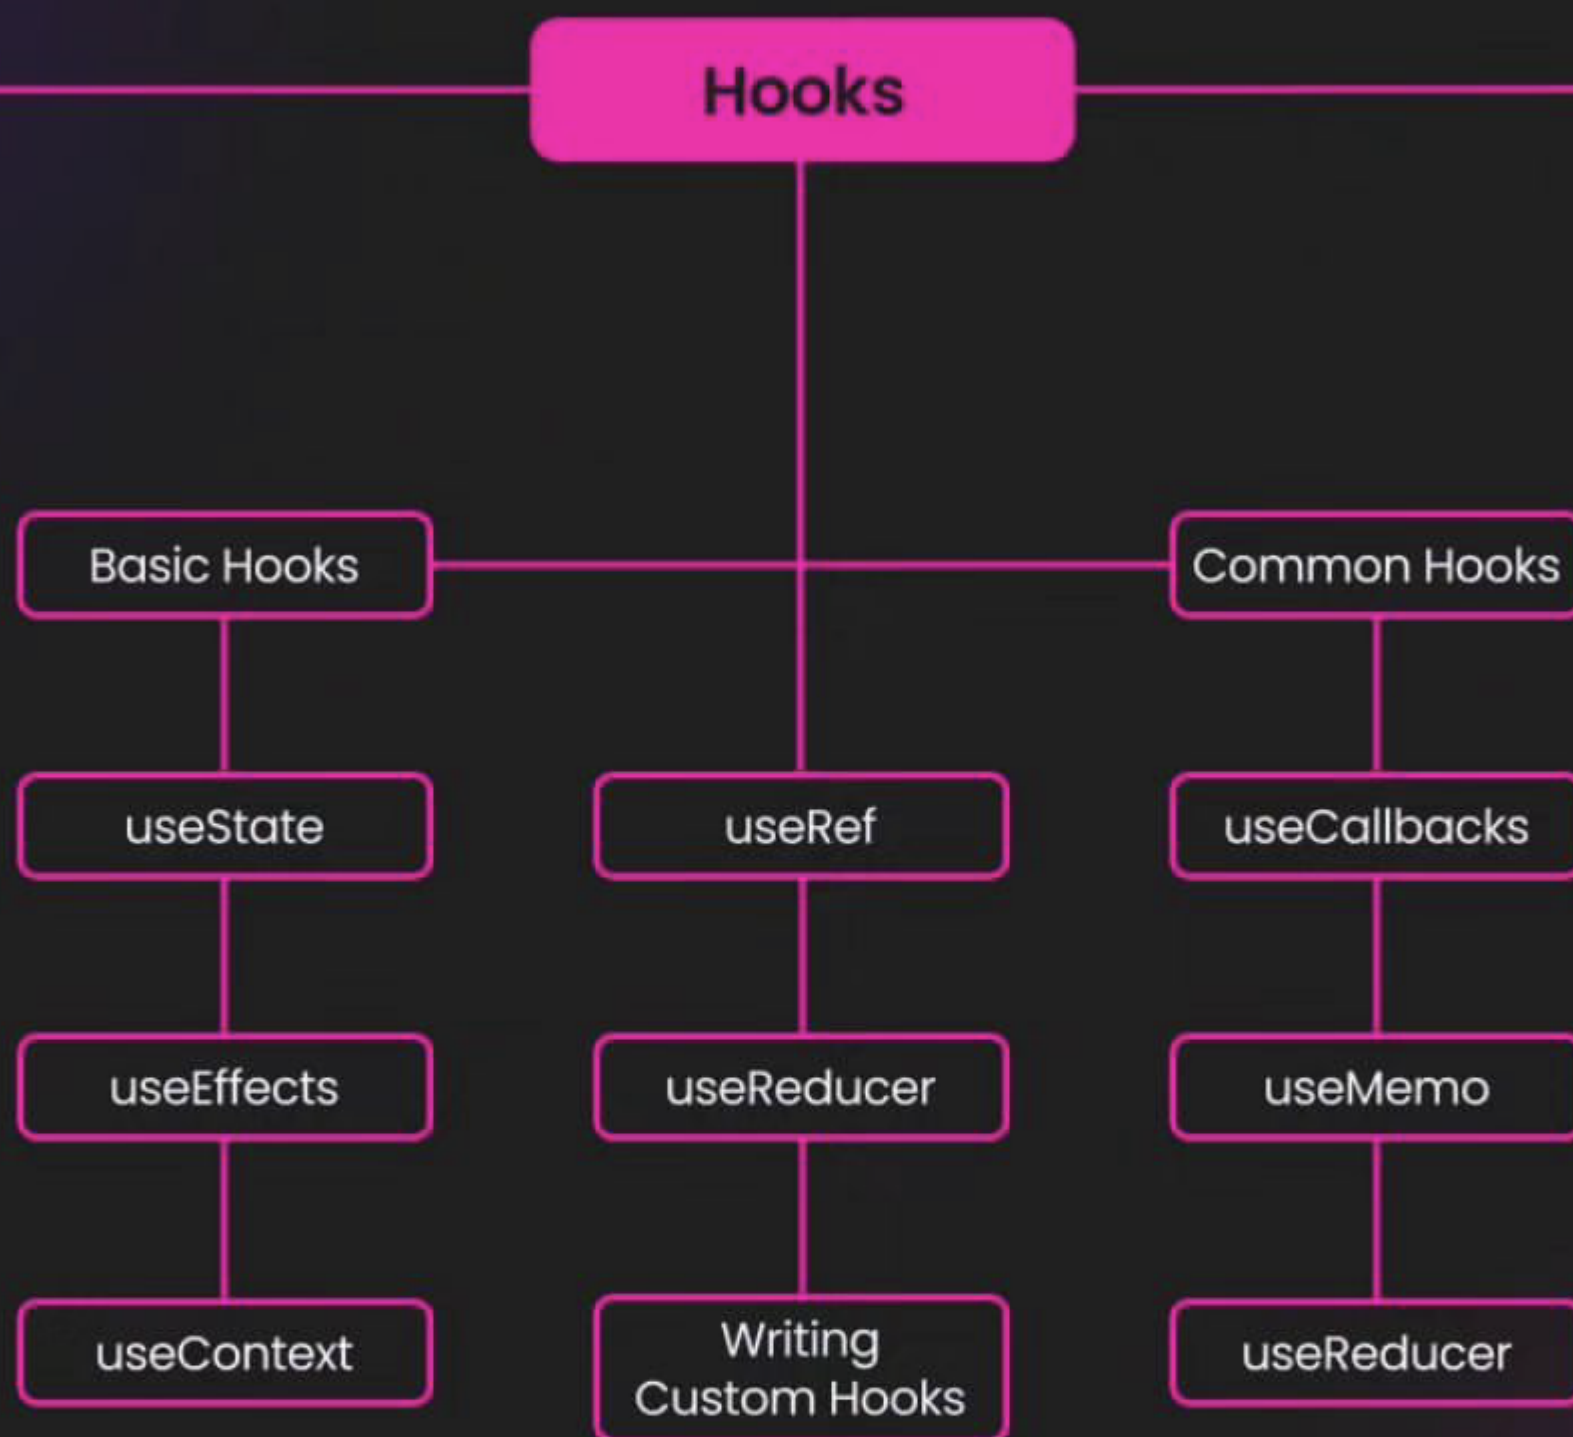 Hooks
Basic Hooks
Common Hooks
useState
useRef
useCallbacks
useEffects
useReducer
useMemo
useContext
Writing
Custom Hooks
useReducer